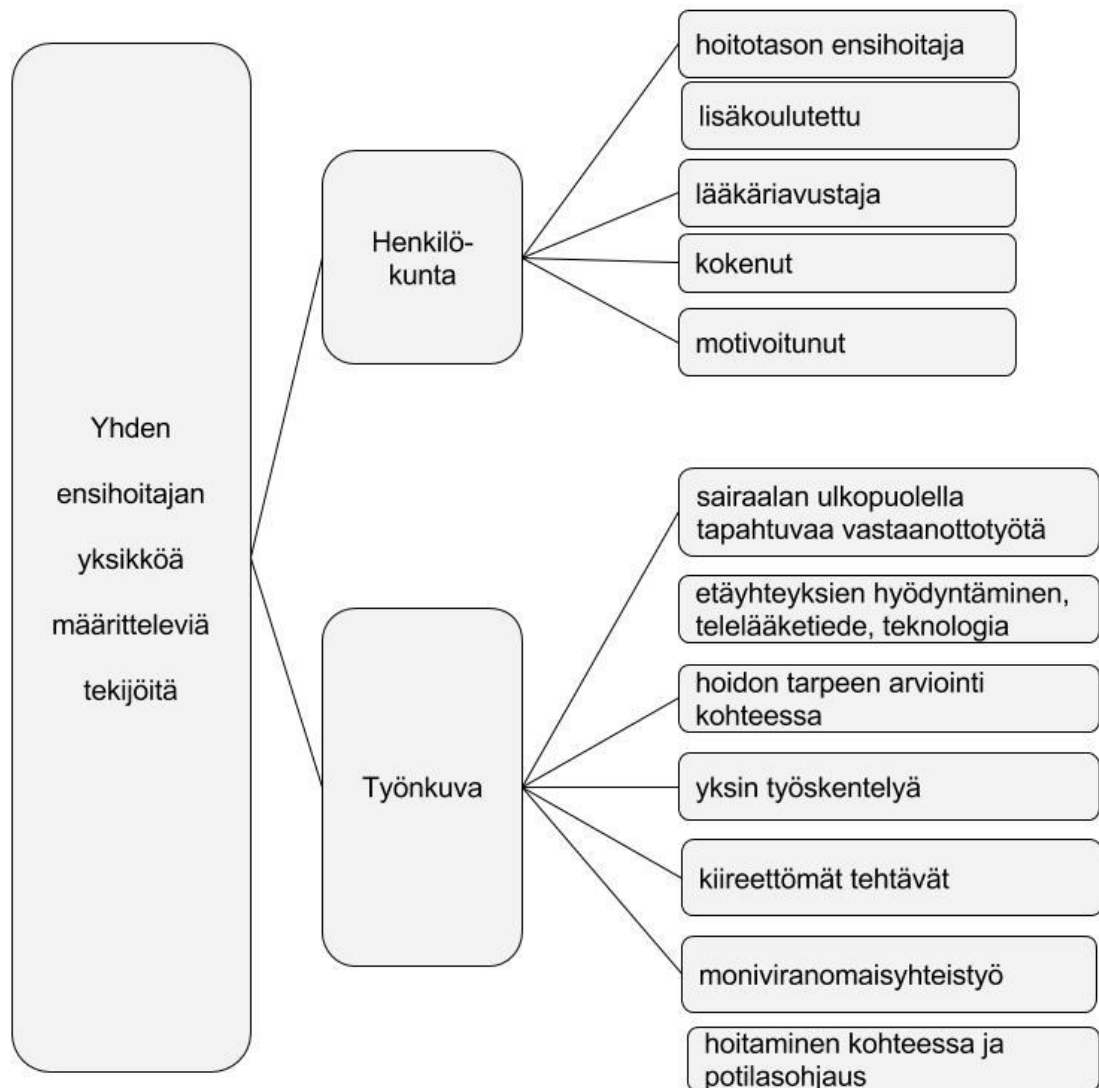 Yhden
ensihoitajan
yksikköä
määritteleviä
tekijöitä
Henkilö-
kunta
hoitotason ensihoitaja
lisäkoulutettu
lääkäriavustaja
kokenut
motivoitunut
Työnkuva
sairaalan ulkopuolella
tapahtuvaa vastaanottotyötä
etäyhteyksien hyödyntäminen,
telelääketiede, teknologia
hoidon tarpeen arviointi
kohteessa
yksin työskentelyä
kiireettömät tehtävät
moniviranomaisyhteistyö
hoitaminen kohteessa ja
potilasohjaus